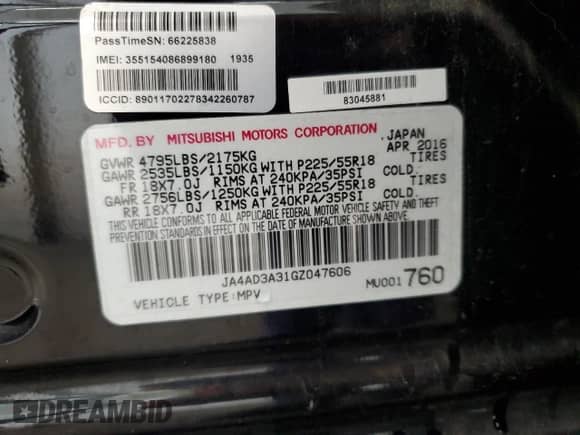 PassTimeSN: 66225838
IMEI: 355154086899180 1935
ICCID: 89011702278342260787
83045881
MFD. BY MITSUBISHI MOTORS CORPORATION, JAPAN
GVWR 4795LBS/2175KG APR 2016
GAWR 2535LBS/1150KG WITH P225/55R18 TIRES
FR 18X7.0J RIMS AT 240KPA/35PSI COLD.
GAWR 2756LBS/1250KG WITH P225/55R18 TIRES
RR 18X7.0J RIMS AT 240KPA/35PSI COLD.
THIS VEHICLE CONFORMS TO ALL APPLICABLE FEDERAL MOTOR VEHICLE SAFETY AND THEFT
PREVENTION STANDARDS IN EFFECT ON THE DATE OF MANUFACTURE SHOWN ABOVE.
JA4AD3A31GZ047606
VEHICLE TYPE:MPV MU001 760
DREAMBID